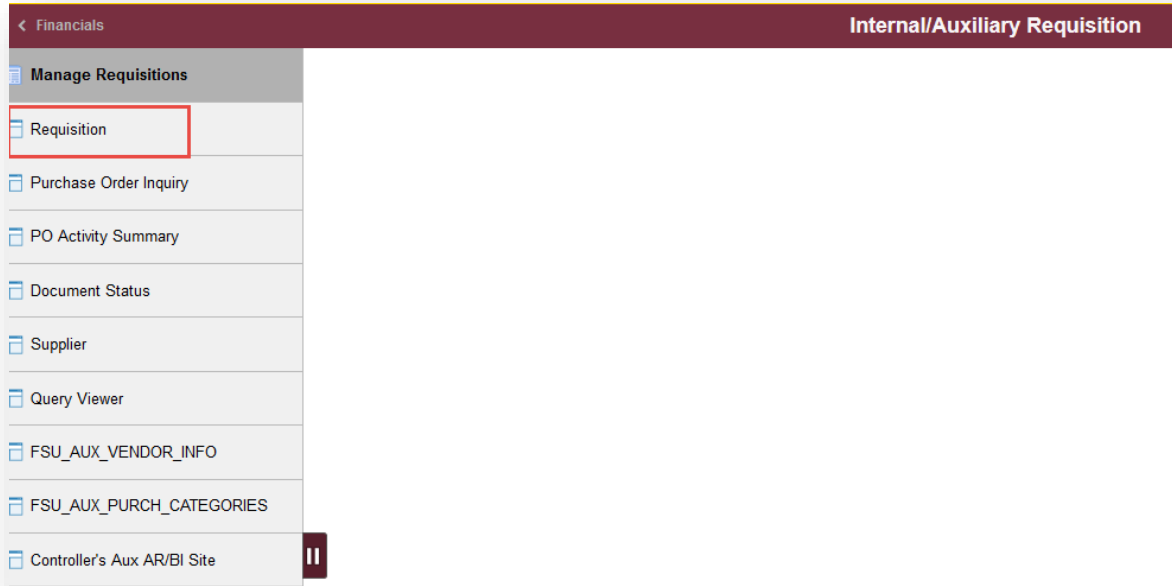 Financials
Internal/Auxiliary Requisition
Manage Requisitions
Requisition
Purchase Order Inquiry
PO Activity Summary
Document Status
Supplier
Query Viewer
FSU_AUX_VENDOR_INFO
FSU_AUX_PURCH_CATEGORIES
Controller's Aux AR/BI Site